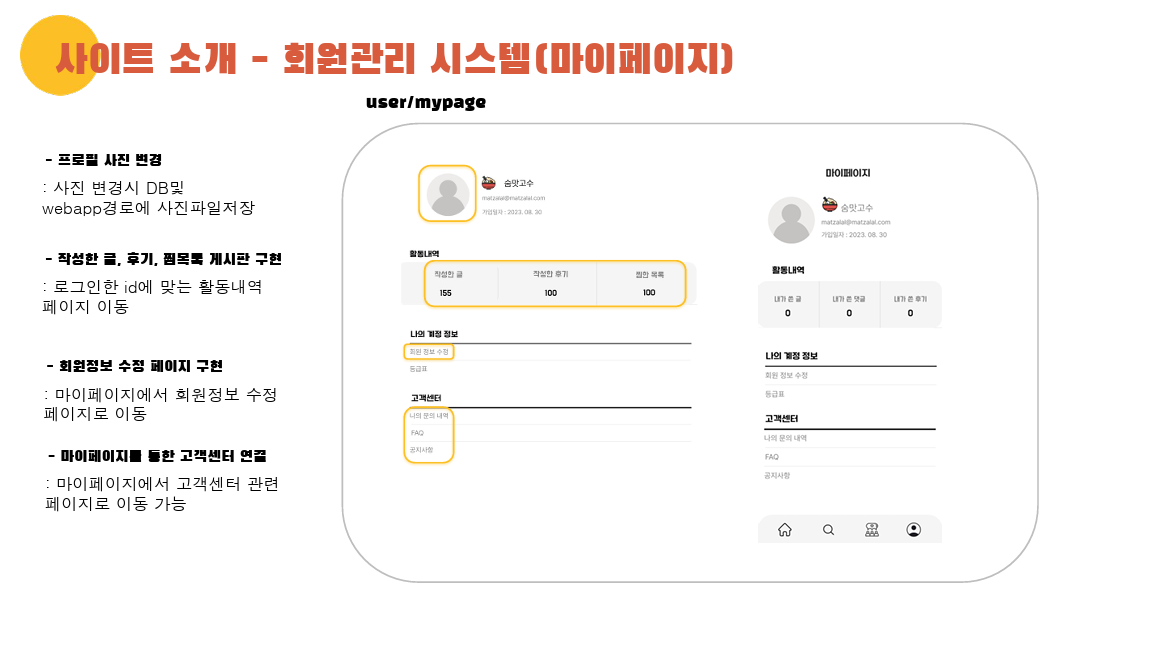 사이트 소개 - 회원관리 시스템(마이페이지)
user/mypage
- 프로필 사진 변경
: 사진 변경시 DB및
webapp경로에 사진파일저장
- 작성한 글, 후기, 찜목록 게시판 구현
: 로그인한 id에 맞는 활동내역
페이지 이동
- 회원정보 수정 페이지 구현
: 마이페이지에서 회원정보 수정
페이지로 이동
- 마이페이지를 통한 고객센터 연결
: 마이페이지에서 고객센터 관련
페이지로 이동 가능
숨맛고수
matzalal@matzalal.com
가입일자 : 2023. 08. 30
활동내역
작성한 글 작성한 후기 찜한 목록
155 100 100
나의 계정 정보
회원 정보 수정
등급표
고객센터
나의 문의 내역
FAQ
공지사항
마이페이지
숨맛고수
matzalal@matzalal.com
가입일자 : 2023. 08. 30
활동내역
내가 쓴 글 내가 쓴 댓글 내가 쓴 후기
0 0 0
나의 계정 정보
회원 정보 수정
등급표
고객센터
나의 문의 내역
FAQ
공지사항